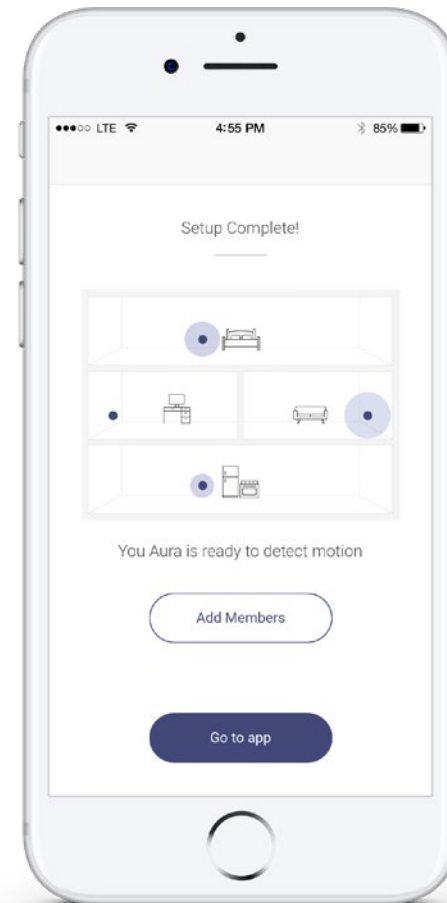 LTE 4:55 PM 85%
Setup Complete!
You Aura is ready to detect motion
Add Members
Go to app